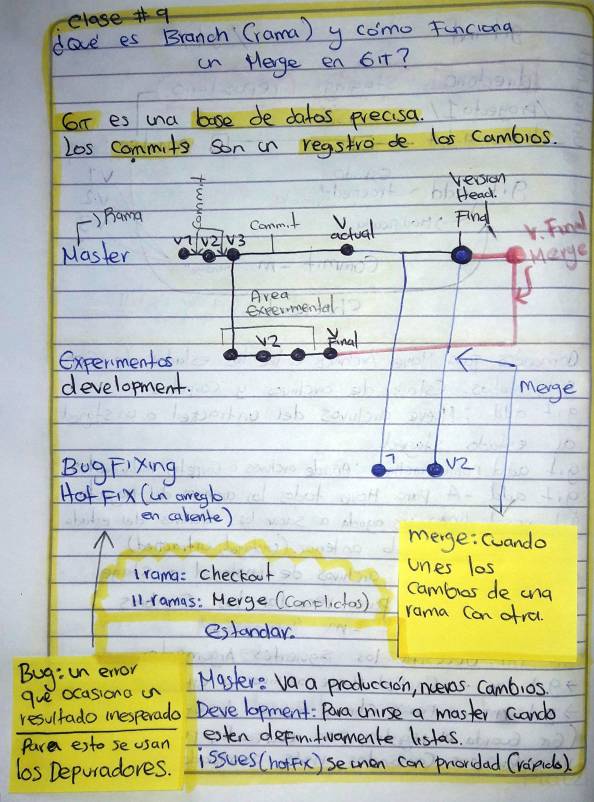 clase #9
¿Qué es Branch (rama) y cómo Funciona
un Merge en GIT?
GIT es una base de datos precisa.
Los commits son un registro de los cambios.
Rama
Commit
Version
Head.
Final
V1 V2 V3
Commit
V
actual
V. Final
Merge
Master
Area
Experimental
V2
V
Final
Experimentos
development.
Merge
1
V2
Bug Fixing
Hot Fix (un arreglo
en caliente)
merge: cuando
unes los
cambios de una
rama con otra.
1 rama: checkout
11-ramas: Merge (conflictos)
estandar.
Bug: un error
que ocasiona un
resultado inesperado
Para esto se usan
los Depuradores.
Master: Va a producción, nuevos cambios.
Development: Para unirse a master cuando
esten definitivamente listas.
issues (hotfix) se unen con prioridad (rápido).